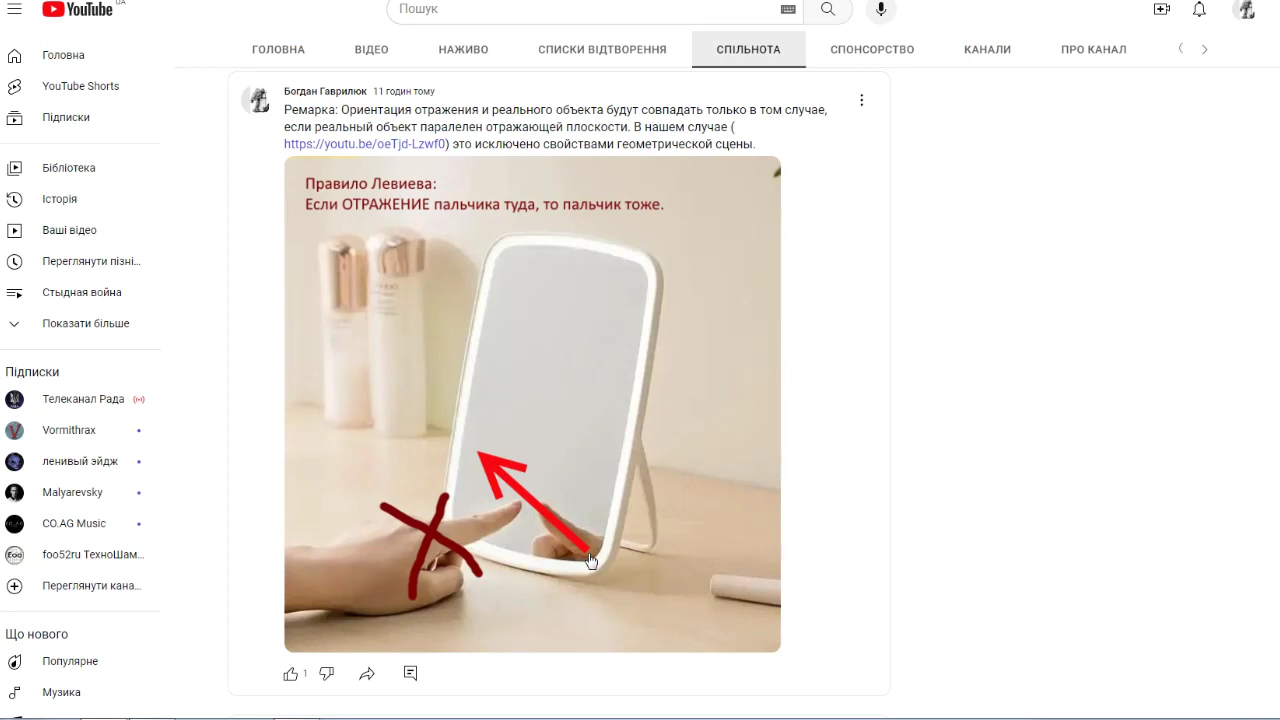 YouTube UA
Пошук
ГОЛОВНА ВІДЕО НАЖИВО СПИСКИ ВІДТВОРЕННЯ СПІЛЬНОТА СПОНСОРСТВО КАНАЛИ ПРО КАНАЛ
Головна
YouTube Shorts
Підписки
Бібліотека
Історія
Ваші відео
Переглянути пізні...
Стыдная война
Показати більше
Підписки
Телеканал Рада
Vormithrax
ленивый эйдж
Malyarevsky
CO.AG Music
foo52ru ТехноШам...
Переглянути кана...
Що нового
Популярне
Музика
Богдан Гаврилюк 11 годин тому
Ремарка: Ориентация отражения и реального объекта будут совпадать только в том случае,
если реальный объект паралелен отражающей плоскости. В нашем случае (
https://youtu.be/oeTjd-Lzwf0) это исключено свойствами геометрической сцены.
Правило Левиева:
Если ОТРАЖЕНИЕ пальчика туда, то пальчик тоже.
1